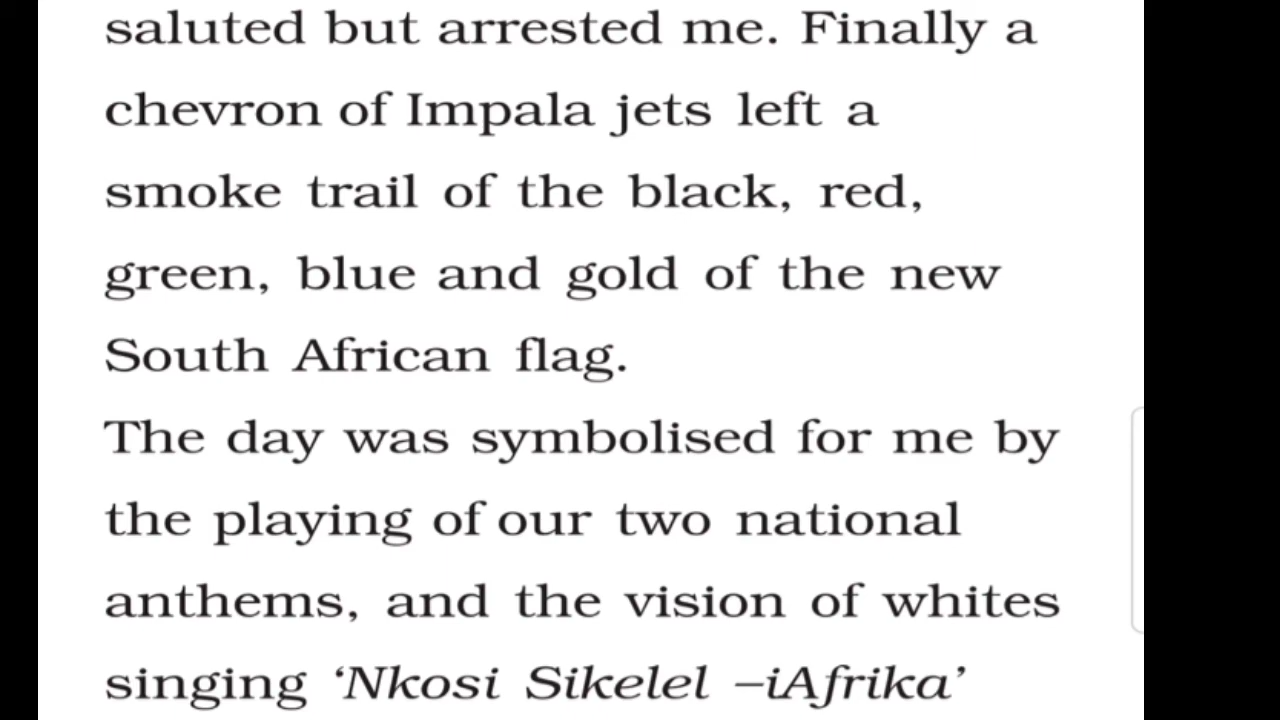 saluted but arrested me. Finally a
chevron of Impala jets left a
smoke trail of the black, red,
green, blue and gold of the new
South African flag.
The day was symbolised for me by
the playing of our two national
anthems, and the vision of whites
singing ‘Nkosi Sikelel –iAfrika’